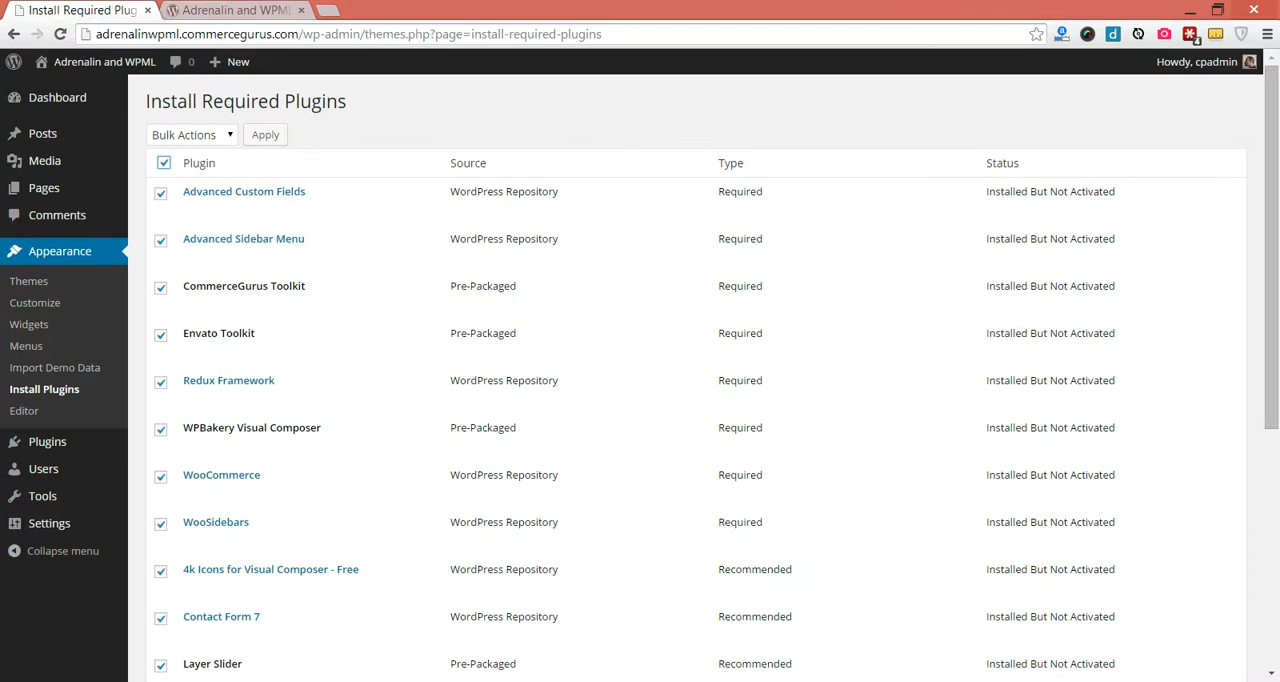 Install Required Plug
Adrenalin and WPML
adrenalinwpml.commercegurus.com/wp-admin/themes.php?page=install-required-plugins
4
Adrenalin and WPML 0 New Howdy, cpadmin
Dashboard
Posts
Media
Pages
Comments
Appearance
Themes
Customize
Widgets
Menus
Import Demo Data
Install Plugins
Editor
Plugins
Users
Tools
Settings
Collapse menu
Install Required Plugins
Bulk Actions Apply
Plugin Source Type Status
Advanced Custom Fields WordPress Repository Required Installed But Not Activated
Advanced Sidebar Menu WordPress Repository Required Installed But Not Activated
CommerceGurus Toolkit Pre-Packaged Required Installed But Not Activated
Envato Toolkit Pre-Packaged Required Installed But Not Activated
Redux Framework WordPress Repository Required Installed But Not Activated
WPBakery Visual Composer Pre-Packaged Required Installed But Not Activated
WooCommerce WordPress Repository Required Installed But Not Activated
WooSidebars WordPress Repository Required Installed But Not Activated
4k Icons for Visual Composer - Free WordPress Repository Recommended Installed But Not Activated
Contact Form 7 WordPress Repository Recommended Installed But Not Activated
Layer Slider Pre-Packaged Recommended Installed But Not Activated